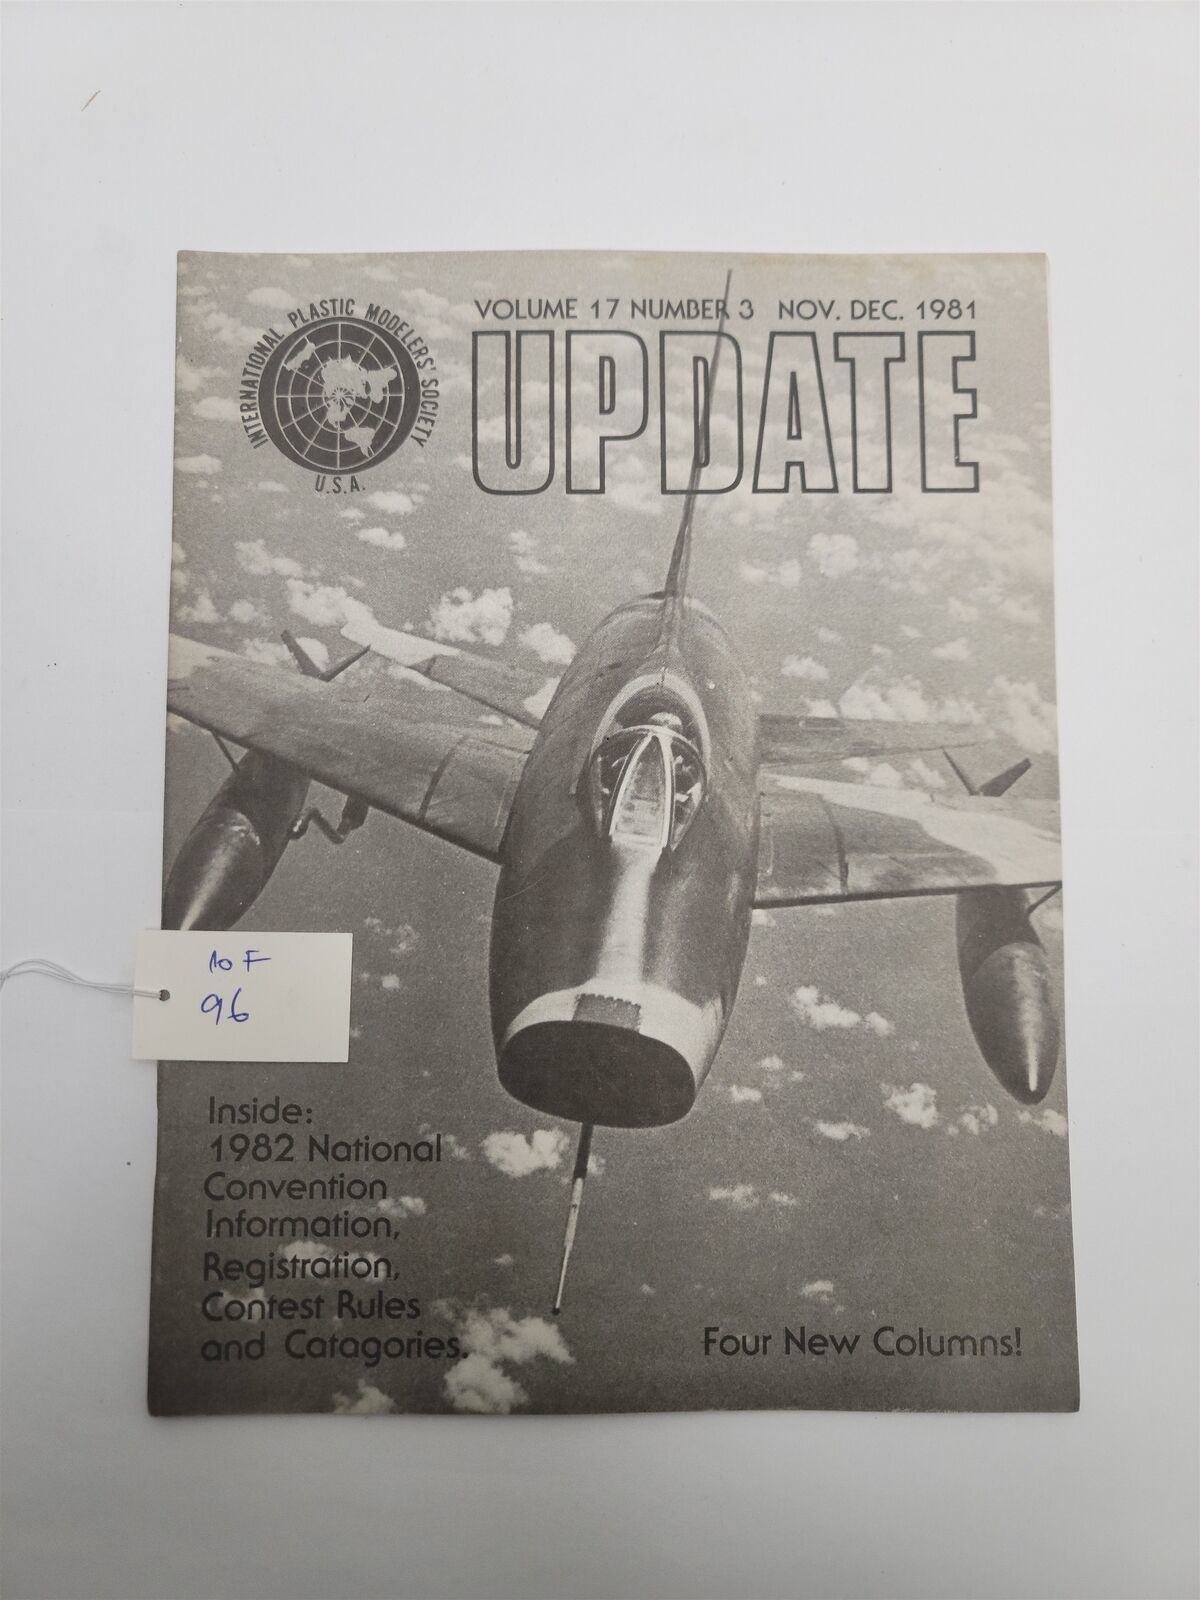 VOLUME 17 NUMBER 3 NOV. DEC. 1981
INTERNATIONAL PLASTIC MODELERS' SOCIETY
U.S.A.
UPDATE
10 F
96
Inside:
1982 National
Convention
Information,
Registration,
Contest Rules
and Catagories.
Four New Columns!